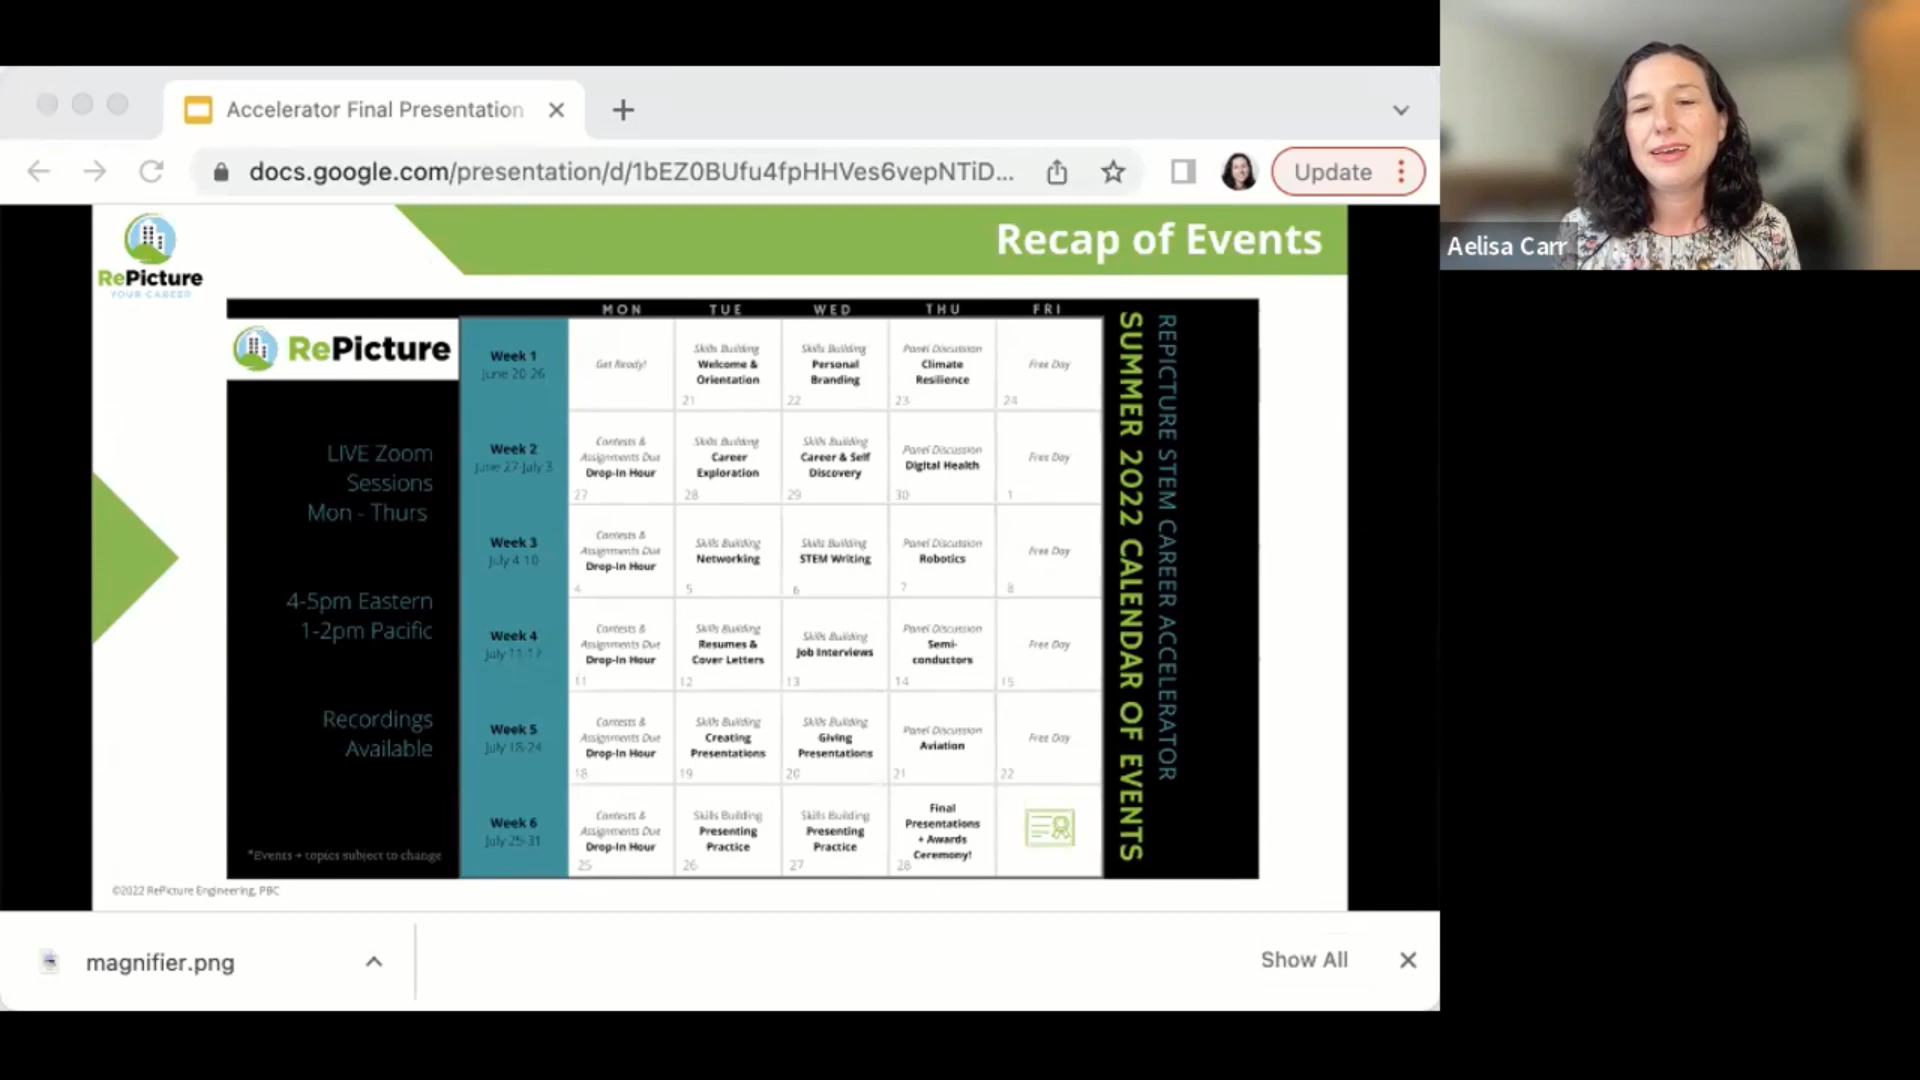 Accelerator Final Presentation
docs.google.com/presentation/d/1bEZ0BUfu4fpHHVes6vepNTiD...
Update
Aelisa Carr
RePicture
YOUR CAREER
Recap of Events
RePicture
LIVE Zoom
Sessions
Mon - Thurs
4-5pm Eastern
1-2pm Pacific
Recordings
Available
*Events + topics subject to change
MON TUE WED THU FRI
Week 1
June 20-26
Get Ready!
Skills Building
Welcome &
Orientation
21
Skills Building
Personal
Branding
22
Panel Discussion
Climate
Resilience
23
Free Day
24
Week 2
June 27-July 3
Contests &
Assignments Due
Drop-In Hour
27
Skills Building
Career
Exploration
28
Skills Building
Career & Self
Discovery
29
Panel Discussion
Digital Health
30
Free Day
1
Week 3
July 4-10
Contests &
Assignments Due
Drop-In Hour
4
Skills Building
Networking
5
Skills Building
STEM Writing
6
Panel Discussion
Robotics
7
Free Day
8
Week 4
July 11-17
Contests &
Assignments Due
Drop-In Hour
11
Skills Building
Resumes &
Cover Letters
12
Skills Building
Job Interviews
13
Panel Discussion
Semi-
conductors
14
Free Day
15
Week 5
July 18-24
Contests &
Assignments Due
Drop-In Hour
18
Skills Building
Creating
Presentations
19
Skills Building
Giving
Presentations
20
Panel Discussion
Aviation
21
Free Day
22
Week 6
July 25-31
Contests &
Assignments Due
Drop-In Hour
25
Skills Building
Presenting
Practice
26
Skills Building
Presenting
Practice
27
Final
Presentations
+ Awards
Ceremony!
28
REPICTURE STEM CAREER ACCELERATOR
SUMMER 2022 CALENDAR OF EVENTS
©2022 RePicture Engineering, PBC
magnifier.png
Show All